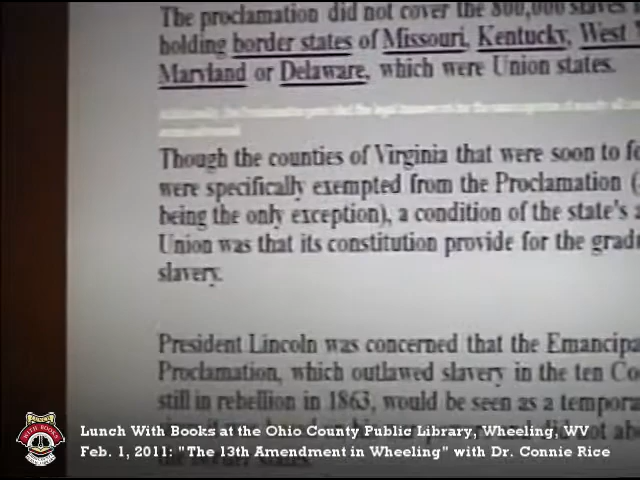 The proclamation did not cover the 800,000 slaves
holding border states of Missouri, Kentucky, West
Maryland or Delaware, which were Union states.
Though the counties of Virginia that were soon to fo
were specifically exempted from the Proclamation (
being the only exception), a condition of the state's a
Union was that its constitution provide for the gradu
slavery.
President Lincoln was concerned that the Emancipa
Proclamation, which outlawed slavery in the ten Co
still in rebellion in 1863, would be seen as a tempora
LUNCH
WITH BOOKS
Lunch With Books at the Ohio County Public Library, Wheeling, WV
Feb. 1, 2011: "The 13th Amendment in Wheeling" with Dr. Connie Rice